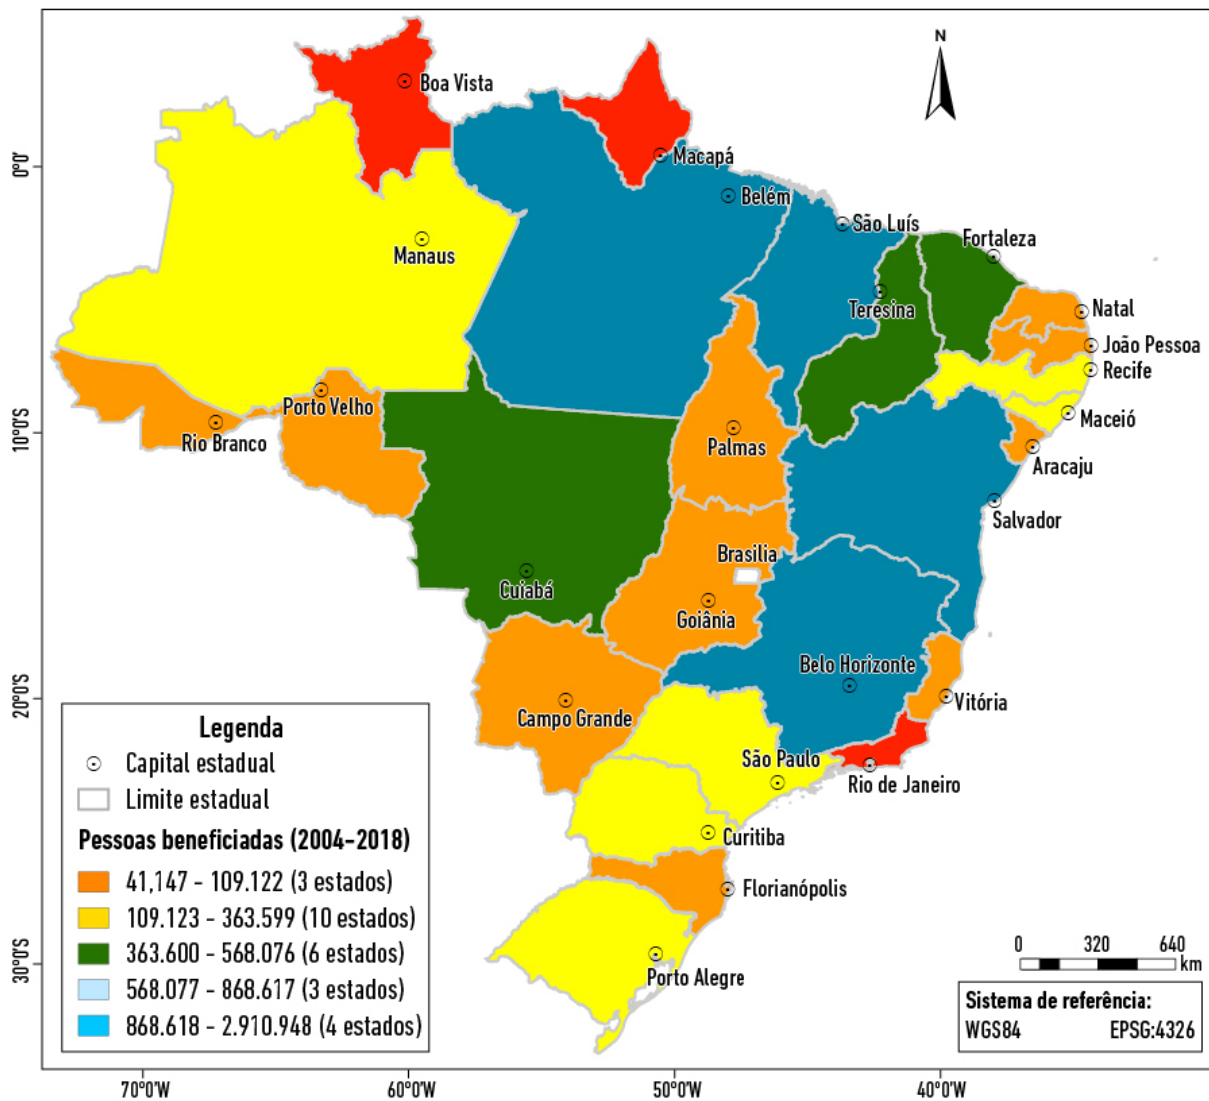 N
Boa Vista
Macapá
0°0'
Belém
São Luís
Fortaleza
Manaus
Teresina
Natal
João Pessoa
Recife
Porto Velho
Maceió
10°0'S
Rio Branco
Palmas
Aracaju
Salvador
Brasilia
Cuiabá
Goiânia
Belo Horizonte
20°0'S
Vitória
Campo Grande
São Paulo
Rio de Janeiro
Curitiba
Florianópolis
30°0'S
Porto Alegre
Legenda
Capital estadual
Limite estadual
Pessoas beneficiadas (2004-2018)
41,147 - 109.122 (3 estados)
109.123 - 363.599 (10 estados)
363.600 - 568.076 (6 estados)
568.077 - 868.617 (3 estados)
868.618 - 2.910.948 (4 estados)
0 320 640
km
Sistema de referência:
WGS84 EPSG:4326
70°0'W 60°0'W 50°0'W 40°0'W